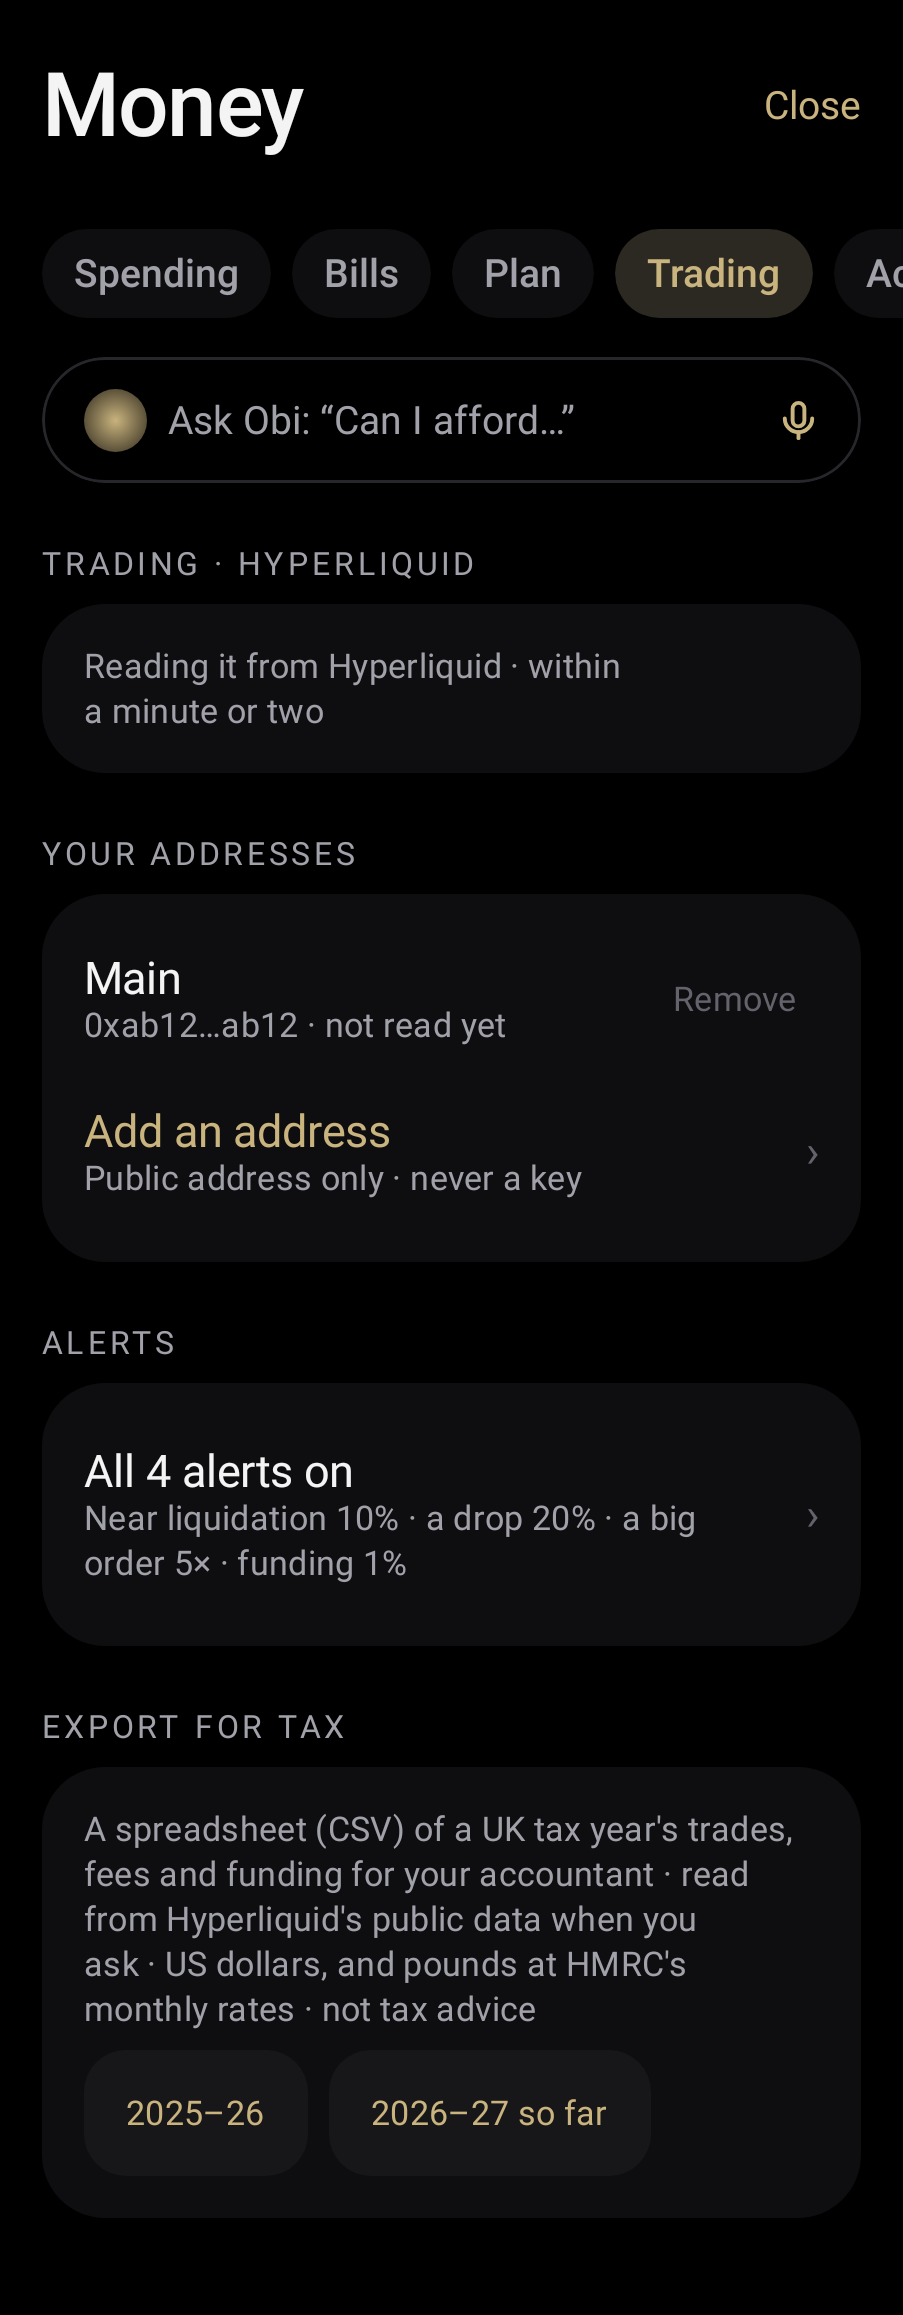 Money
Close
Spending
Bills
Plan
Trading
Ac
Ask Obi: “Can I afford…”
TRADING · HYPERLIQUID
Reading it from Hyperliquid · within
a minute or two
YOUR ADDRESSES
Main
0xab12…ab12 · not read yet
Remove
Add an address
Public address only · never a key
ALERTS
All 4 alerts on
Near liquidation 10% · a drop 20% · a big
order 5× · funding 1%
EXPORT FOR TAX
A spreadsheet (CSV) of a UK tax year's trades,
fees and funding for your accountant · read
from Hyperliquid's public data when you
ask · US dollars, and pounds at HMRC's
monthly rates · not tax advice
2025–26
2026–27 so far